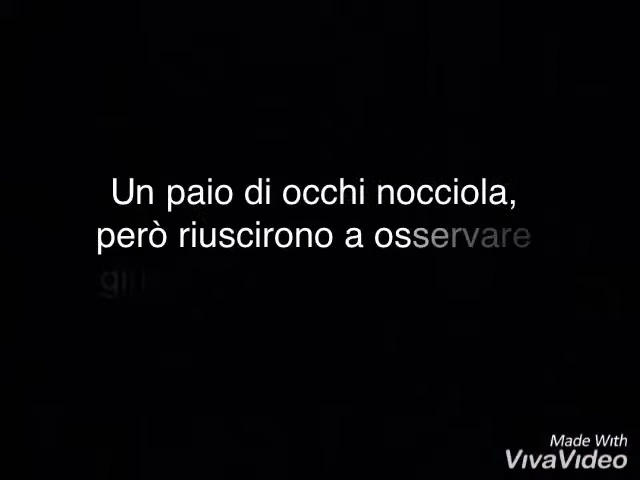 Un paio di occhi nocciola,
però riuscirono a osservare
Made With
VivaVideo